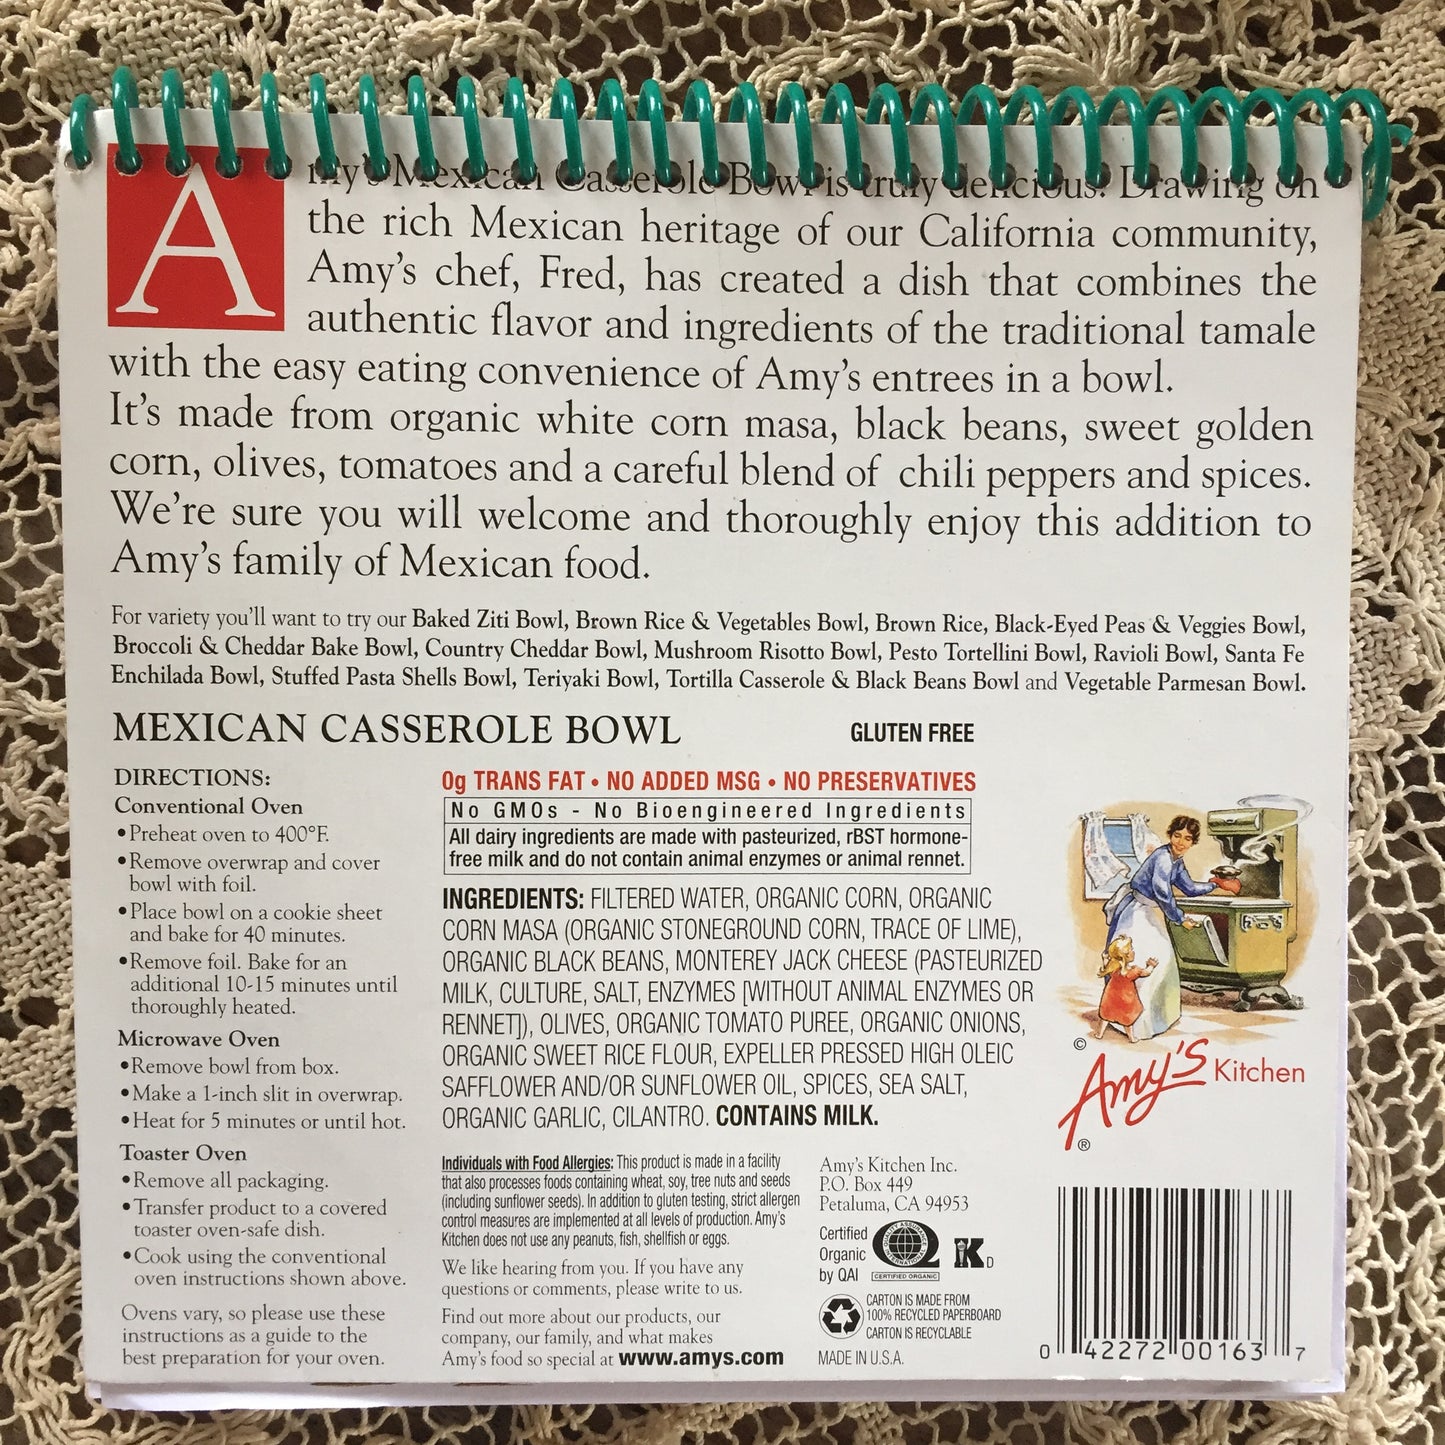 Amy's Mexican Casserole Bowl is truly delicious! Drawing on
the rich Mexican heritage of our California community,
Amy's chef, Fred, has created a dish that combines the
authentic flavor and ingredients of the traditional tamale
with the easy eating convenience of Amy's entrees in a bowl.
It's made from organic white corn masa, black beans, sweet golden
corn, olives, tomatoes and a careful blend of chili peppers and spices.
We're sure you will welcome and thoroughly enjoy this addition to
Amy's family of Mexican food.
For variety you'll want to try our Baked Ziti Bowl, Brown Rice & Vegetables Bowl, Brown Rice, Black-Eyed Peas & Veggies Bowl,
Broccoli & Cheddar Bake Bowl, Country Cheddar Bowl, Mushroom Risotto Bowl, Pesto Tortellini Bowl, Ravioli Bowl, Santa Fe
Enchilada Bowl, Stuffed Pasta Shells Bowl, Teriyaki Bowl, Tortilla Casserole & Black Beans Bowl and Vegetable Parmesan Bowl.
MEXICAN CASSEROLE BOWL
GLUTEN FREE
DIRECTIONS:
Conventional Oven
•Preheat oven to 400°F.
•Remove overwrap and cover
bowl with foil.
•Place bowl on a cookie sheet
and bake for 40 minutes.
•Remove foil. Bake for an
additional 10-15 minutes until
thoroughly heated.
Microwave Oven
•Remove bowl from box.
•Make a 1-inch slit in overwrap.
•Heat for 5 minutes or until hot.
Toaster Oven
•Remove all packaging.
•Transfer product to a covered
toaster oven-safe dish.
•Cook using the conventional
oven instructions shown above.
Ovens vary, so please use these
instructions as a guide to the
best preparation for your oven.
0g TRANS FAT • NO ADDED MSG • NO PRESERVATIVES
No GMOs - No Bioengineered Ingredients
All dairy ingredients are made with pasteurized, rBST hormone-
free milk and do not contain animal enzymes or animal rennet.
INGREDIENTS: FILTERED WATER, ORGANIC CORN, ORGANIC
CORN MASA (ORGANIC STONEGROUND CORN, TRACE OF LIME),
ORGANIC BLACK BEANS, MONTEREY JACK CHEESE (PASTEURIZED
MILK, CULTURE, SALT, ENZYMES [WITHOUT ANIMAL ENZYMES OR
RENNET]), OLIVES, ORGANIC TOMATO PUREE, ORGANIC ONIONS,
ORGANIC SWEET RICE FLOUR, EXPELLER PRESSED HIGH OLEIC
SAFFLOWER AND/OR SUNFLOWER OIL, SPICES, SEA SALT,
ORGANIC GARLIC, CILANTRO. CONTAINS MILK.
Individuals with Food Allergies: This product is made in a facility
that also processes foods containing wheat, soy, tree nuts and seeds
(including sunflower seeds). In addition to gluten testing, strict allergen
control measures are implemented at all levels of production. Amy's
Kitchen does not use any peanuts, fish, shellfish or eggs.
We like hearing from you. If you have any
questions or comments, please write to us.
Find out more about our products, our
company, our family, and what makes
Amy's food so special at www.amys.com
Amy's Kitchen Inc.
P.O. Box 449
Petaluma, CA 94953
Certified
Organic
by QAI
QUALITY ASSURANCE
INTERNATIONAL
CERTIFIED ORGANIC
K D
CARTON IS MADE FROM
100% RECYCLED PAPERBOARD
CARTON IS RECYCLABLE
MADE IN U.S.A.
©
Amy's Kitchen
®
0 42272 00163 7